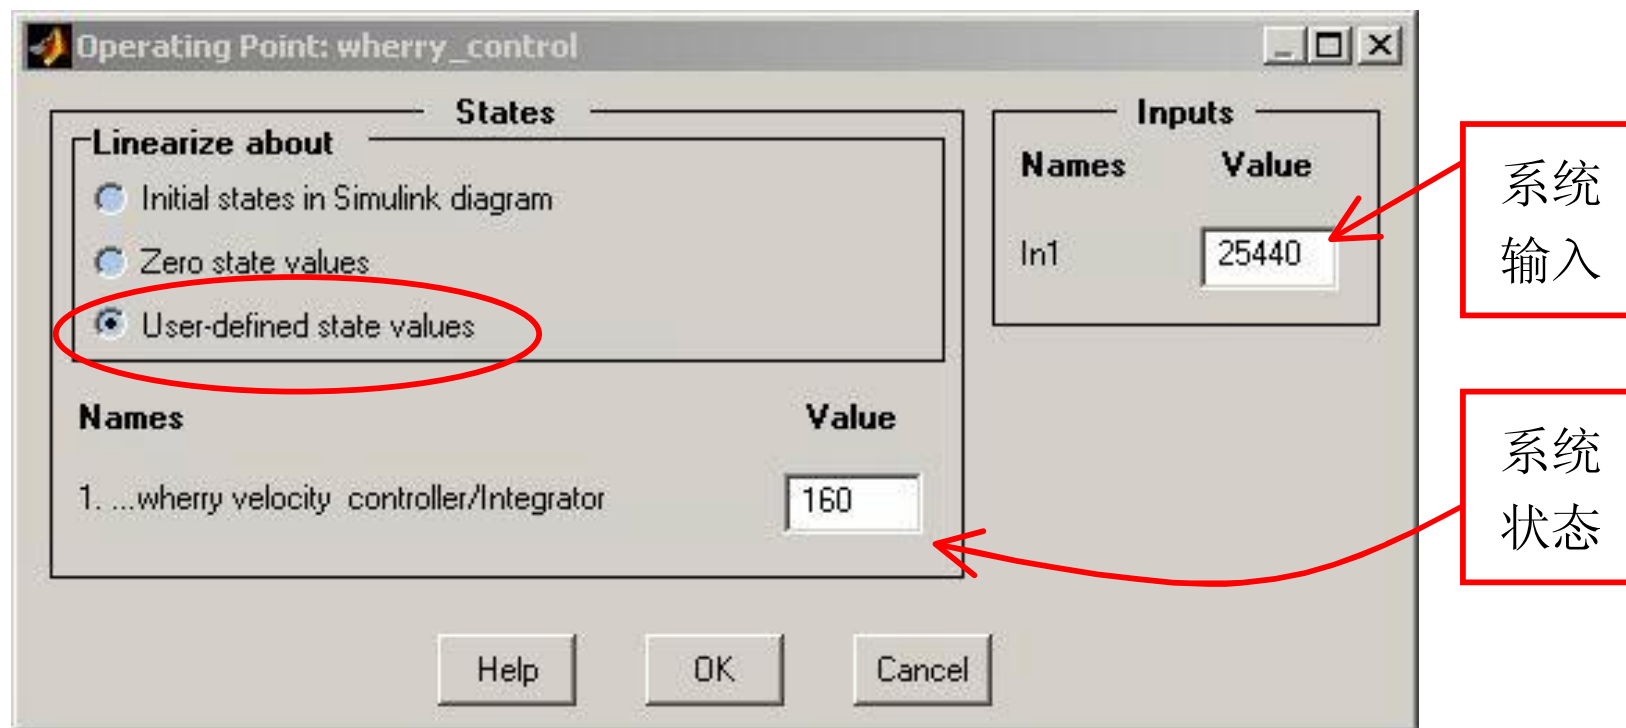 Operating Point: wherry_control
States
Linearize about
Initial states in Simulink diagram
Zero state values
User-defined state values
Names Value
1. ...wherry velocity controller/Integrator 160
Inputs
Names Value
In1 25440
系统
输入
系统
状态
Help OK Cancel